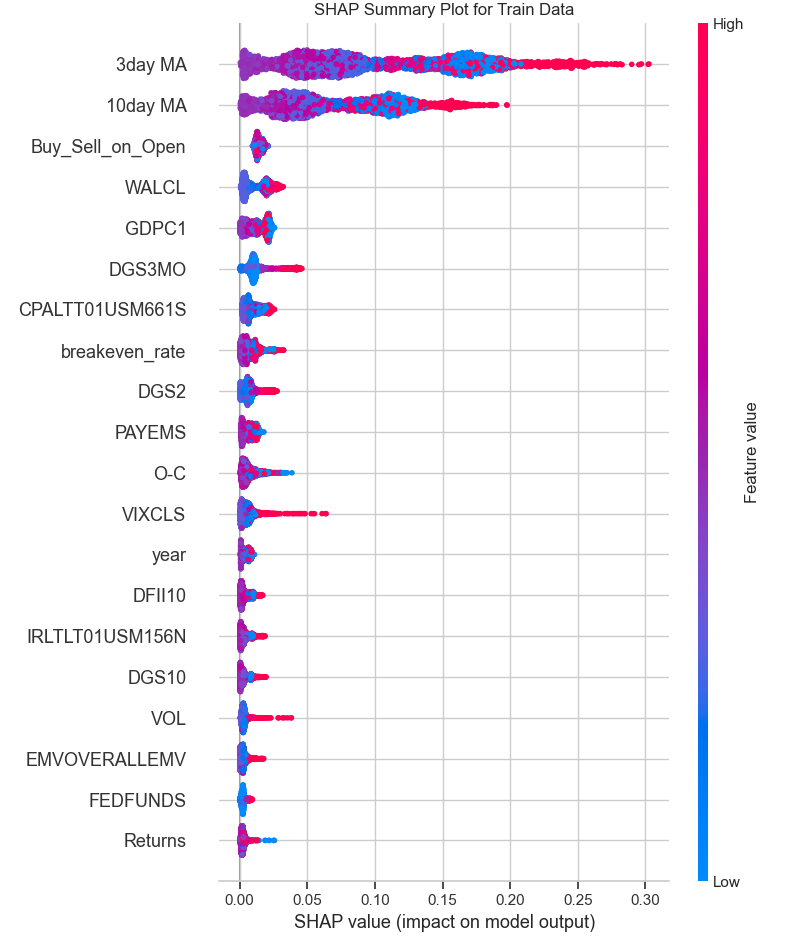 SHAP Summary Plot for Train Data
High
3day MA
10day MA
Buy_Sell_on_Open
WALCL
GDPC1
DGS3MO
CPALTT01USM661S
breakeven_rate
DGS2
PAYEMS
O-C
VIXCLS
year
DFII10
IRLTLT01USM156N
DGS10
VOL
EMVOVERALLEMV
FEDFUNDS
Returns
Feature value
Low
0.00 0.05 0.10 0.15 0.20 0.25 0.30
SHAP value (impact on model output)